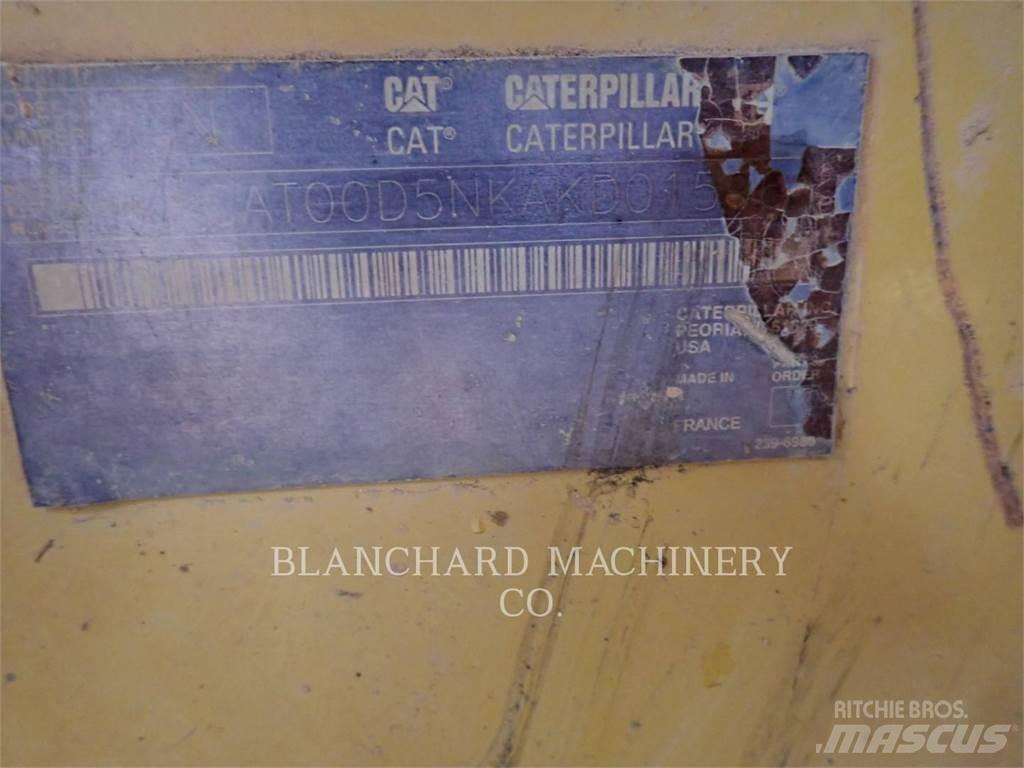 CAT® CATERPILLAR
CAT® CATERPILLAR
CAT00D5NKAKD015
CATERPILLAR
PEORIA
USA
MADE IN ORDER
FRANCE
BLANCHARD MACHINERY
CO.
RITCHIE BROS.
MASCUS